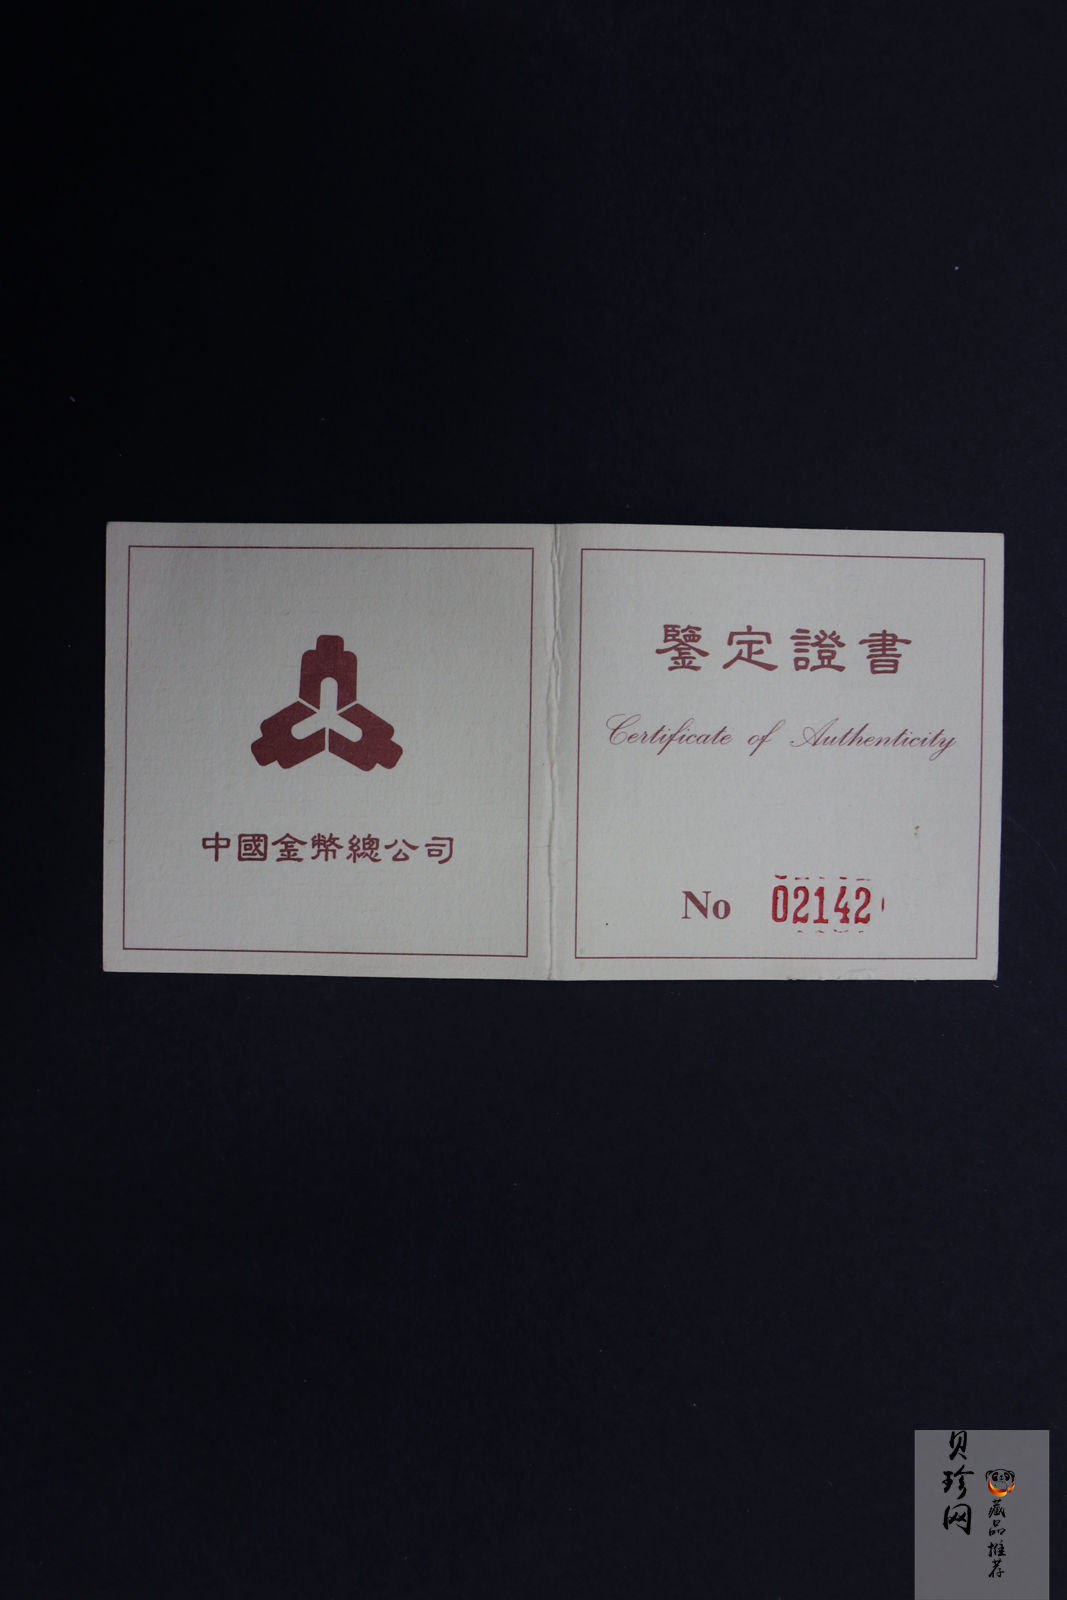 中國金幣總公司
鑒定證書
Certificate of Authenticity
No 02142
贝珍网
藏品推荐